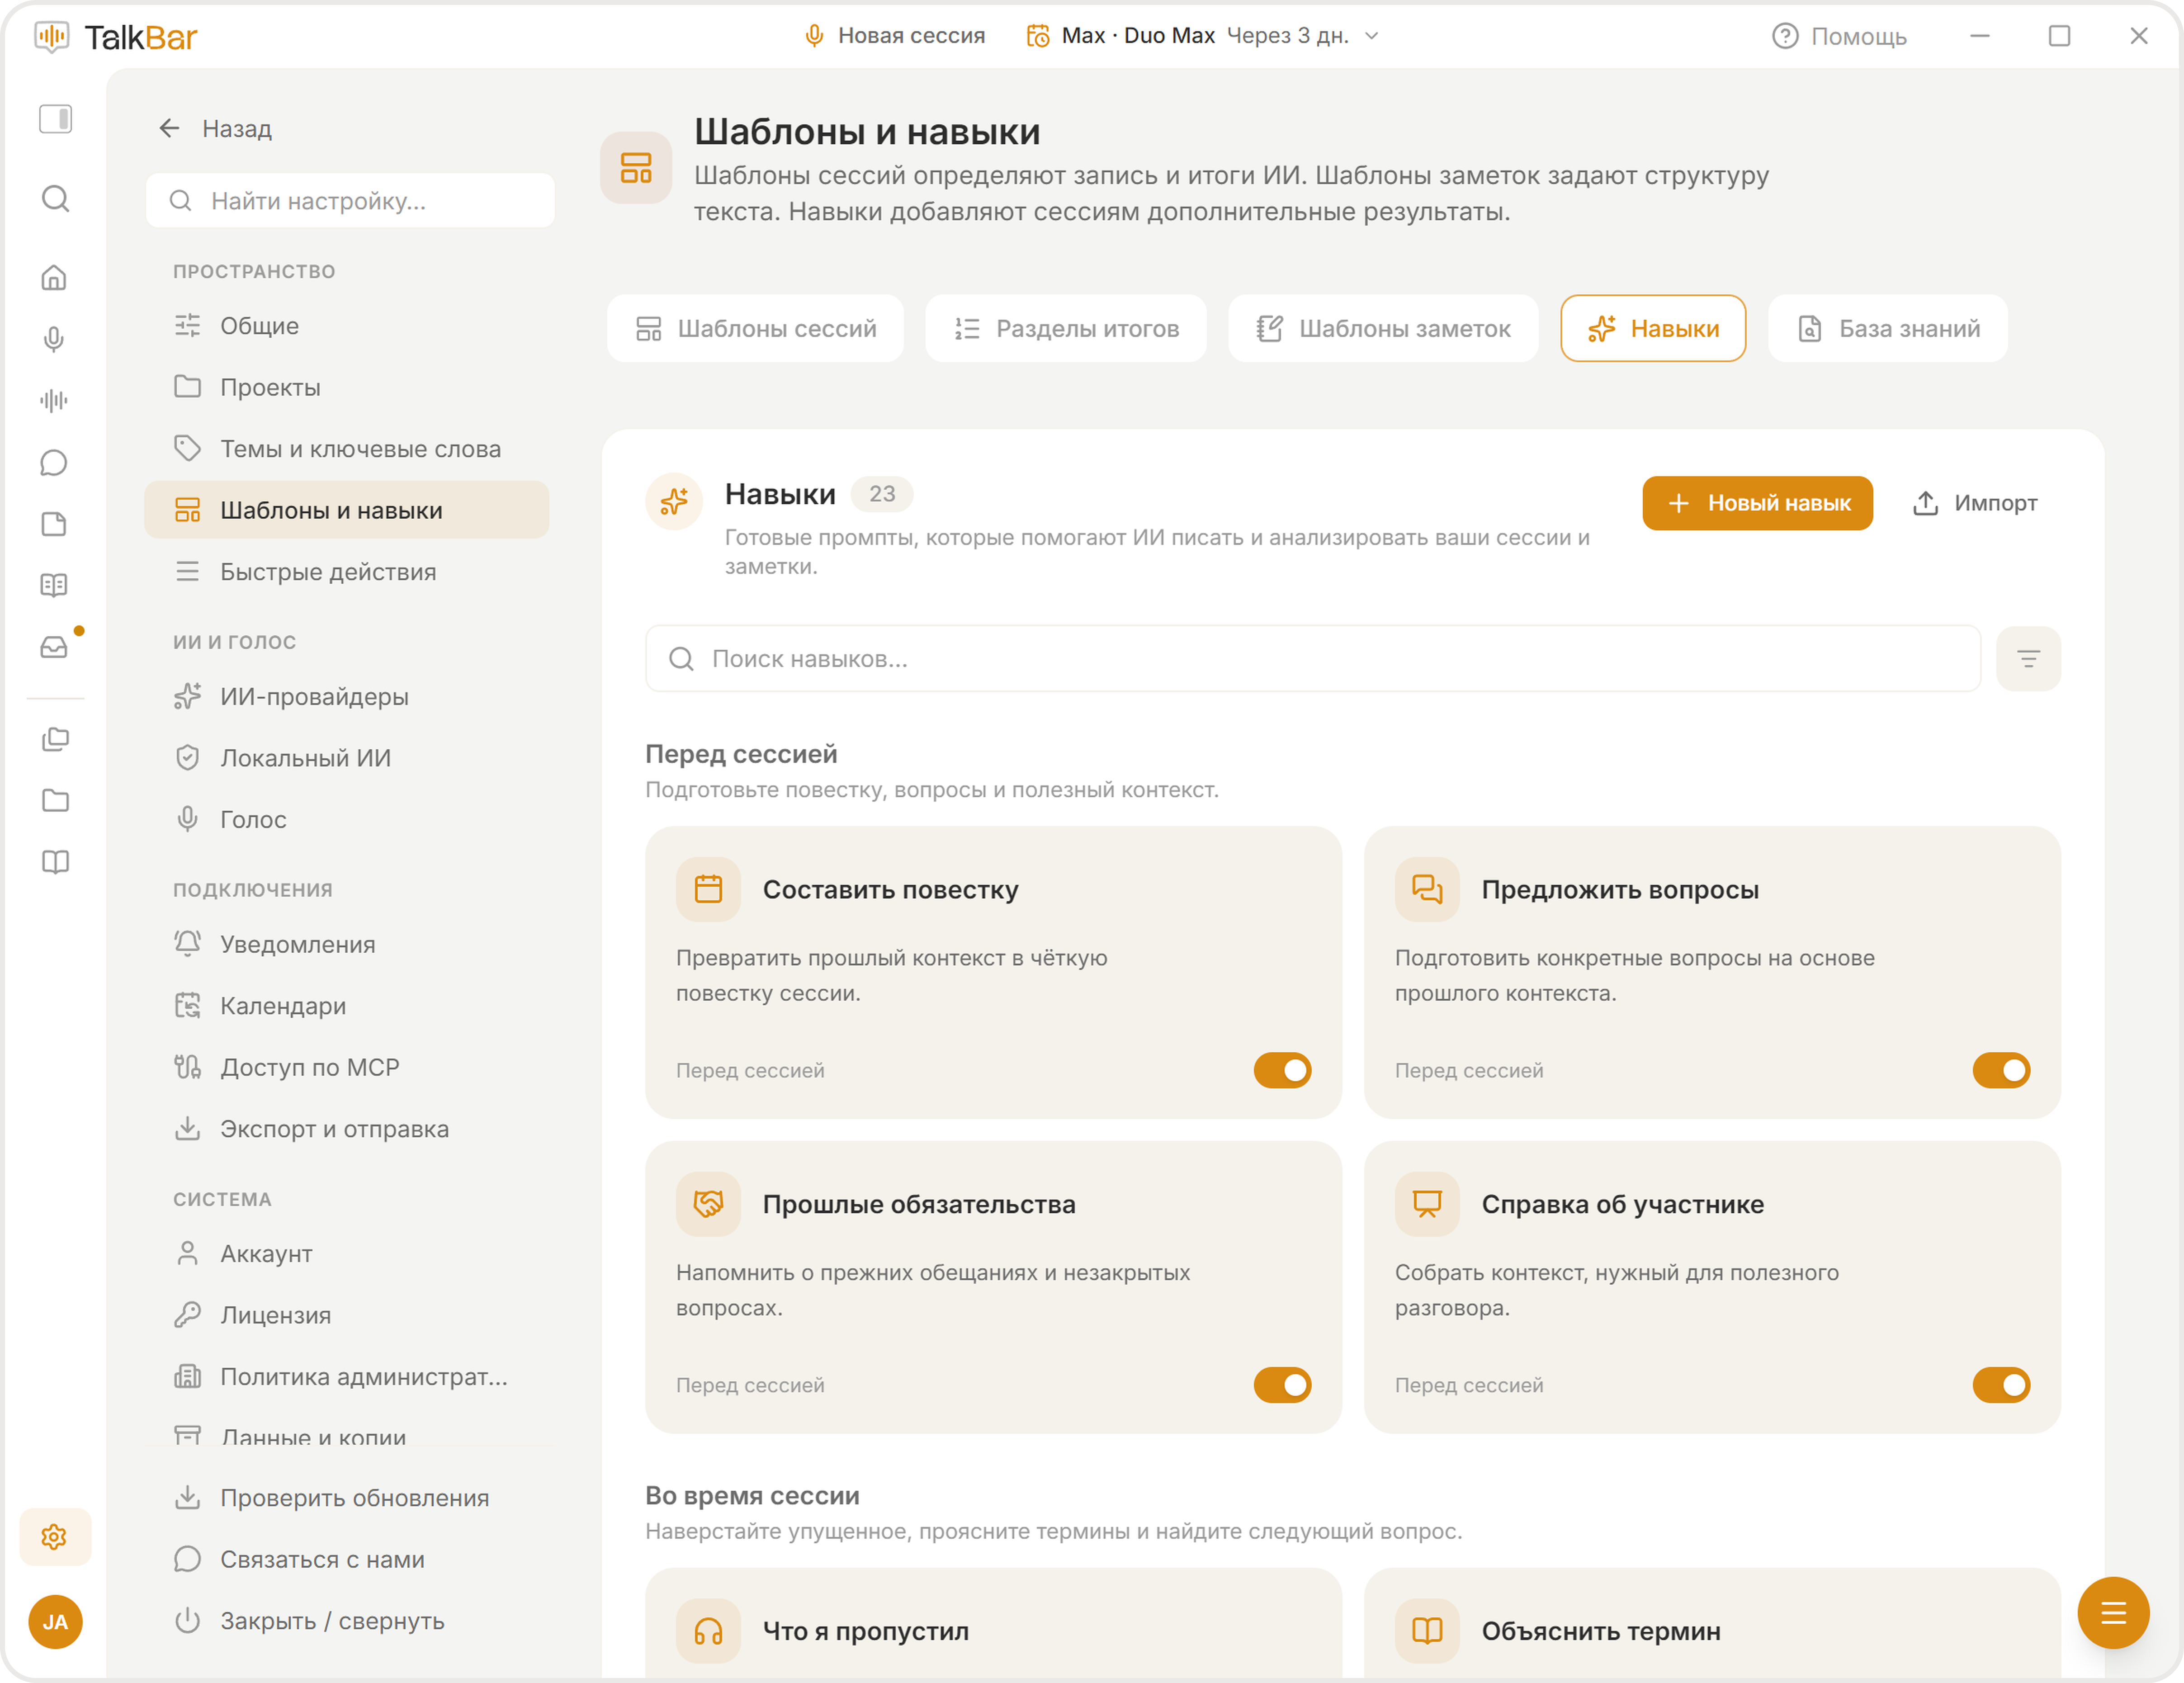 TalkBar
Новая сессия
Max · Duo Max Через 3 дн.
Помощь
Назад
Найти настройку...
ПРОСТРАНСТВО
Общие
Проекты
Темы и ключевые слова
Шаблоны и навыки
Быстрые действия
ИИ И ГОЛОС
ИИ-провайдеры
Локальный ИИ
Голос
ПОДКЛЮЧЕНИЯ
Уведомления
Календари
Доступ по MCP
Экспорт и отправка
СИСТЕМА
Аккаунт
Лицензия
Политика администрат...
Данные и копии
Проверить обновления
Связаться с нами
Закрыть / свернуть
JA
Шаблоны и навыки
Шаблоны сессий определяют запись и итоги ИИ. Шаблоны заметок задают структуру
текста. Навыки добавляют сессиям дополнительные результаты.
Шаблоны сессий
Разделы итогов
Шаблоны заметок
Навыки
База знаний
Навыки 23
Готовые промпты, которые помогают ИИ писать и анализировать ваши сессии и
заметки.
Новый навык
Импорт
Поиск навыков...
Перед сессией
Подготовьте повестку, вопросы и полезный контекст.
Составить повестку
Превратить прошлый контекст в чёткую
повестку сессии.
Перед сессией
Предложить вопросы
Подготовить конкретные вопросы на основе
прошлого контекста.
Перед сессией
Прошлые обязательства
Напомнить о прежних обещаниях и незакрытых
вопросах.
Перед сессией
Справка об участнике
Собрать контекст, нужный для полезного
разговора.
Перед сессией
Во время сессии
Наверстайте упущенное, проясните термины и найдите следующий вопрос.
Что я пропустил
Объяснить термин